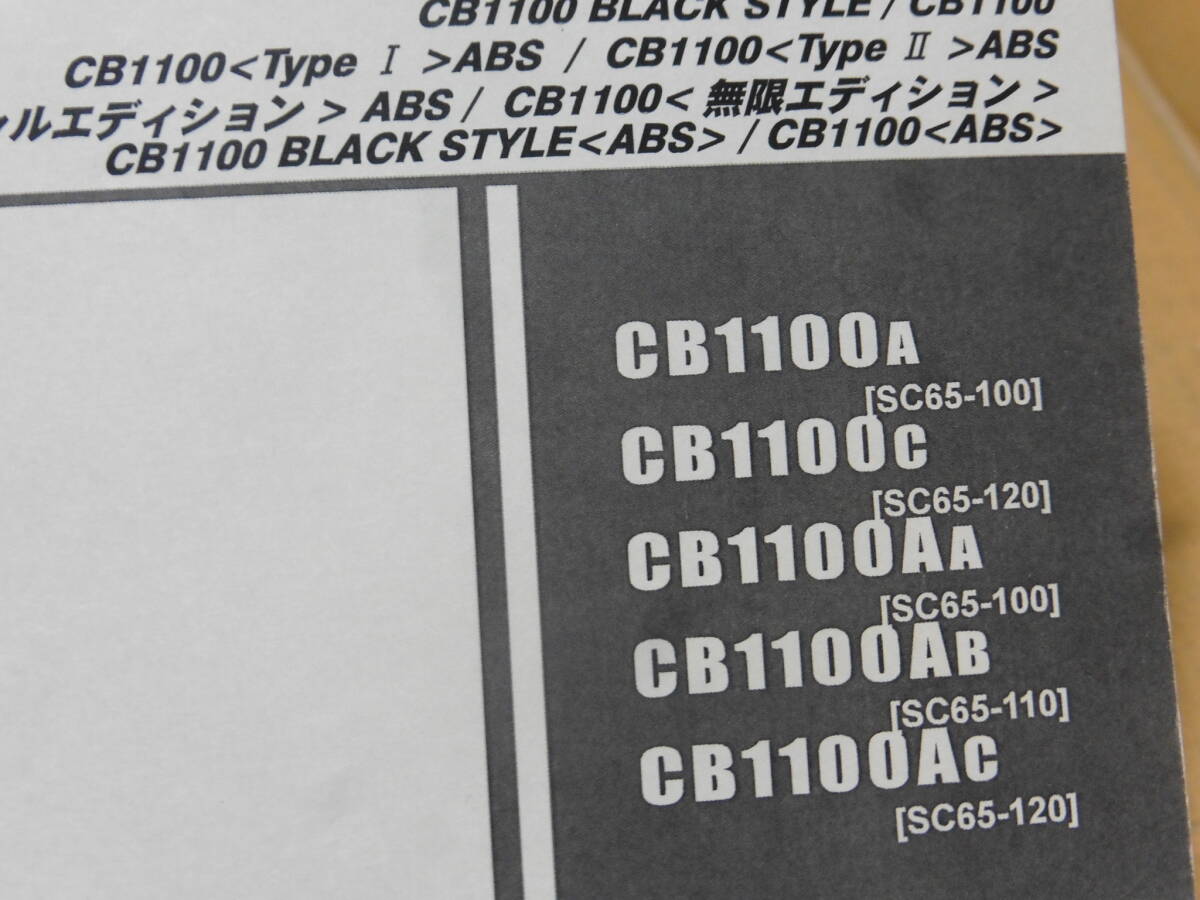 CB1100 BLACK STYLE / CB1100
CB1100<Type Ⅰ>ABS / CB1100<Type Ⅱ>ABS
ャルエディション> ABS / CB1100<無限エディション>
CB1100 BLACK STYLE<ABS> / CB1100<ABS>
CB1100A
[SC65-100]
CB1100C
[SC65-120]
CB1100AA
[SC65-100]
CB1100AB
[SC65-110]
CB1100AC
[SC65-120]